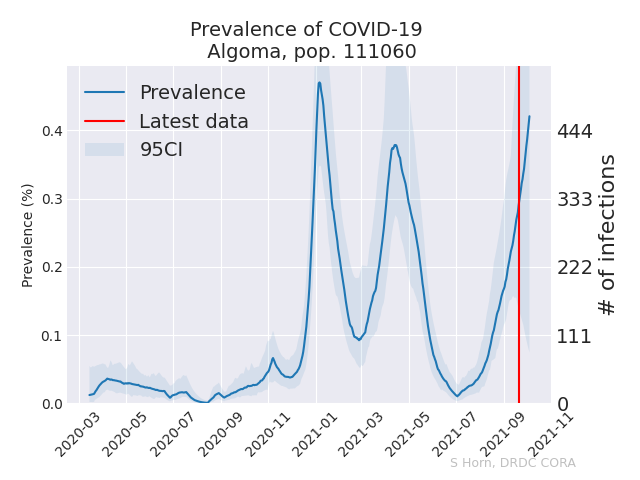 Prevalence of COVID-19
Algoma, pop. 111060
Prevalence
Latest data
95CI
Prevalence (%)
0.4
0.3
0.2
0.1
0.0
444
333
222
111
0
# of infections
2020-03
2020-05
2020-07
2020-09
2020-11
2021-01
2021-03
2021-05
2021-07
2021-09
2021-11
S Horn, DRDC CORA